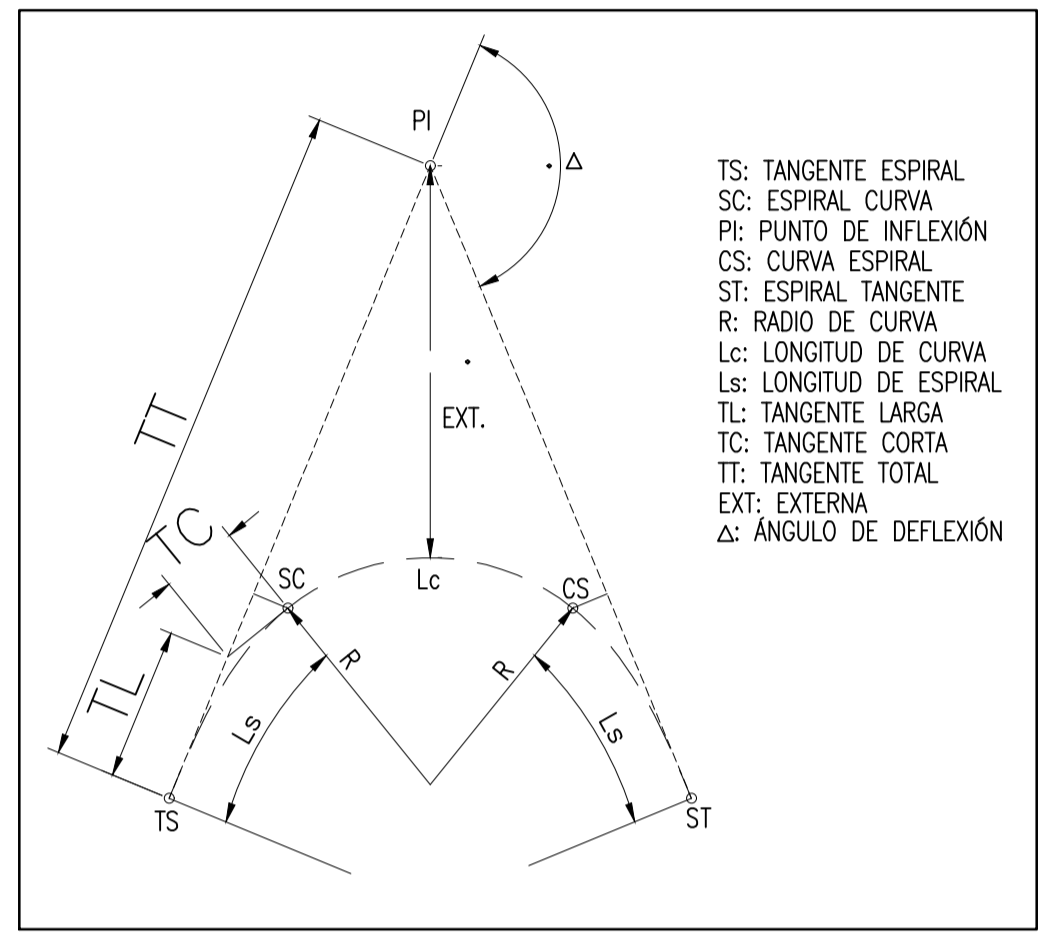 PI
Δ
TT
EXT.
TC
SC
Lc
CS
R
R
TL
Ls
Ls
TS
ST
TS: TANGENTE ESPIRAL
SC: ESPIRAL CURVA
PI: PUNTO DE INFLEXIÓN
CS: CURVA ESPIRAL
ST: ESPIRAL TANGENTE
R: RADIO DE CURVA
Lc: LONGITUD DE CURVA
Ls: LONGITUD DE ESPIRAL
TL: TANGENTE LARGA
TC: TANGENTE CORTA
TT: TANGENTE TOTAL
EXT: EXTERNA
Δ: ÁNGULO DE DEFLEXIÓN